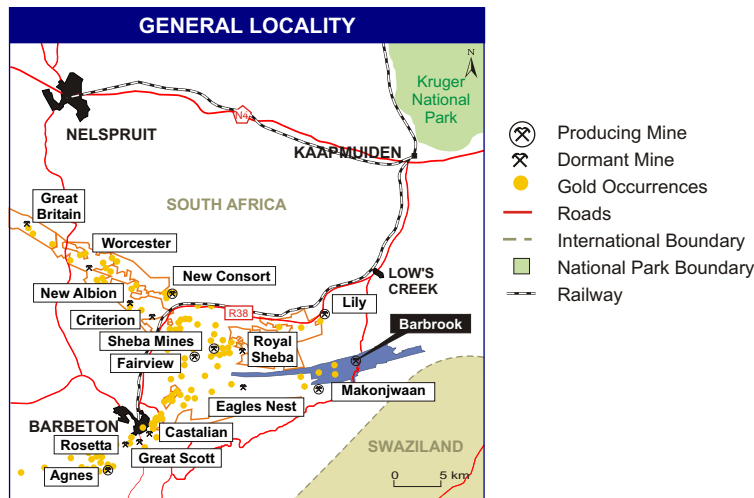 GENERAL LOCALITY
N
Kruger
National
Park
NELSPRUIT
N4
KAAPMUIDEN
SOUTH AFRICA
Great
Britain
Worcester
New Consort
LOW'S
CREEK
New Albion
Lily
Criterion
R38
Barbrook
Sheba Mines
Royal
Sheba
Fairview
Makonjwaan
Eagles Nest
BARBETON
Castalian
Rosetta
SWAZILAND
Great Scott
Agnes
0 5 km
Producing Mine
Dormant Mine
Gold Occurrences
Roads
International Boundary
National Park Boundary
Railway